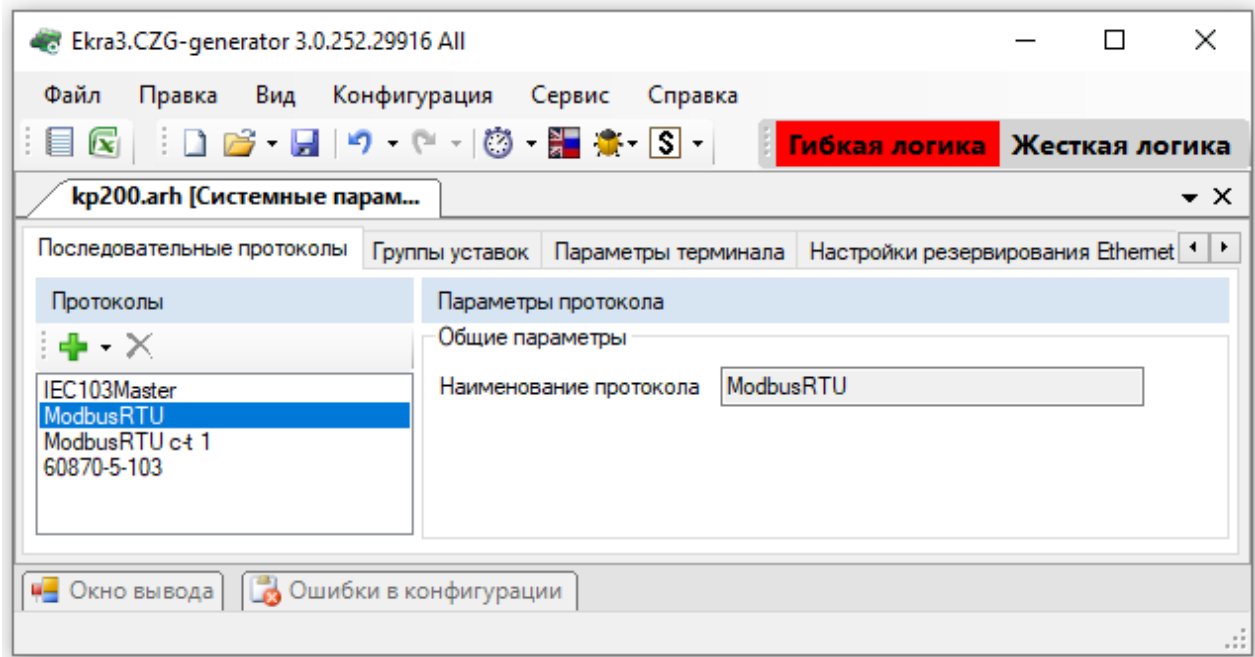 Ekra3.CZG-generator 3.0.252.29916 All
Файл Правка Вид Конфигурация Сервис Справка
S Гибкая логика Жесткая логика
kp200.arh [Системные парам...
Последовательные протоколы Группы уставок Параметры терминала Настройки резервирования Ethernet
Протоколы Параметры протокола
Общие параметры
Наименование протокола ModbusRTU
IEC103Master
ModbusRTU
ModbusRTU c-t 1
60870-5-103
Окно вывода Ошибки в конфигурации